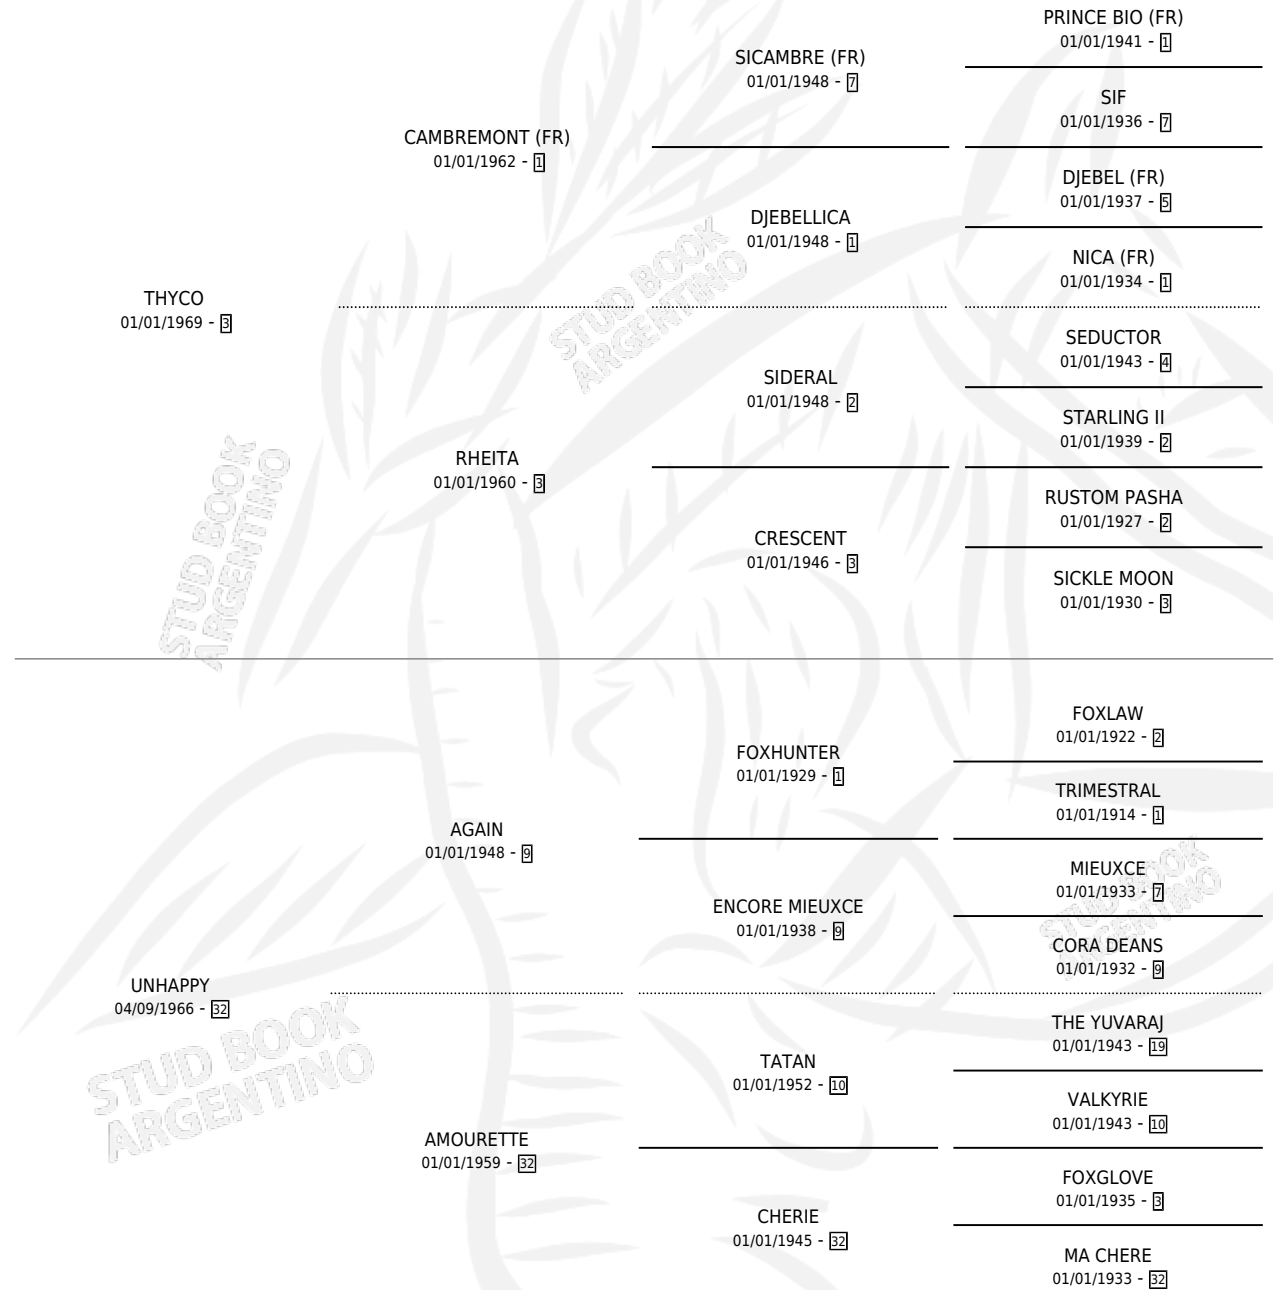 PRINCE BIO (FR)
01/01/1941 - 1
SICAMBRE (FR)
01/01/1948 - 7
SIF
01/01/1936 - 7
CAMBREMONT (FR)
01/01/1962 - 1
DJEBEL (FR)
01/01/1937 - 5
DJEBELLICA
01/01/1948 - 1
NICA (FR)
01/01/1934 - 1
THYCO
01/01/1969 - 3
SEDUCTOR
01/01/1943 - 4
SIDERAL
01/01/1948 - 2
STARLING II
01/01/1939 - 2
RHEITA
01/01/1960 - 3
RUSTOM PASHA
01/01/1927 - 2
CRESCENT
01/01/1946 - 3
SICKLE MOON
01/01/1930 - 3
STUD BOOK
ARGENTINO
STUD BOOK
ARGENTINO
FOXLAW
01/01/1922 - 2
FOXHUNTER
01/01/1929 - 1
TRIMESTRAL
01/01/1914 - 1
AGAIN
01/01/1948 - 9
MIEUXCE
01/01/1933 - 7
ENCORE MIEUXCE
01/01/1938 - 9
CORA DEANS
01/01/1932 - 9
UNHAPPY
04/09/1966 - 32
THE YUVARAJ
01/01/1943 - 19
TATAN
01/01/1952 - 10
VALKYRIE
01/01/1943 - 10
AMOURETTE
01/01/1959 - 32
FOXGLOVE
01/01/1935 - 3
CHERIE
01/01/1945 - 32
MA CHERE
01/01/1933 - 32
STUD BOOK
ARGENTINO
STUD BOOK
ARGENTINO